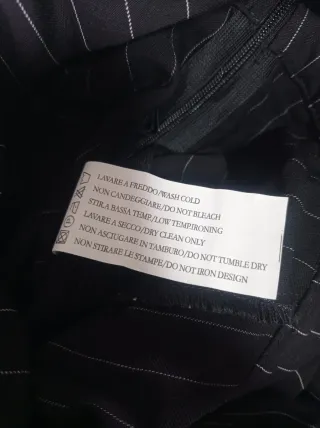 LAVARE A FREDDO/WASH COLD
NON CANDEGGIARE/DO NOT BLEACH
STIRA BASSA TEMP./LOW TEMP.IRONING
LAVARE A SECCO/DRY CLEAN ONLY
NON ASCIUGARE IN TAMBURO/DO NOT TUMBLE DRY
NON STIRARE LE STAMPE/DO NOT IRON DESIGN